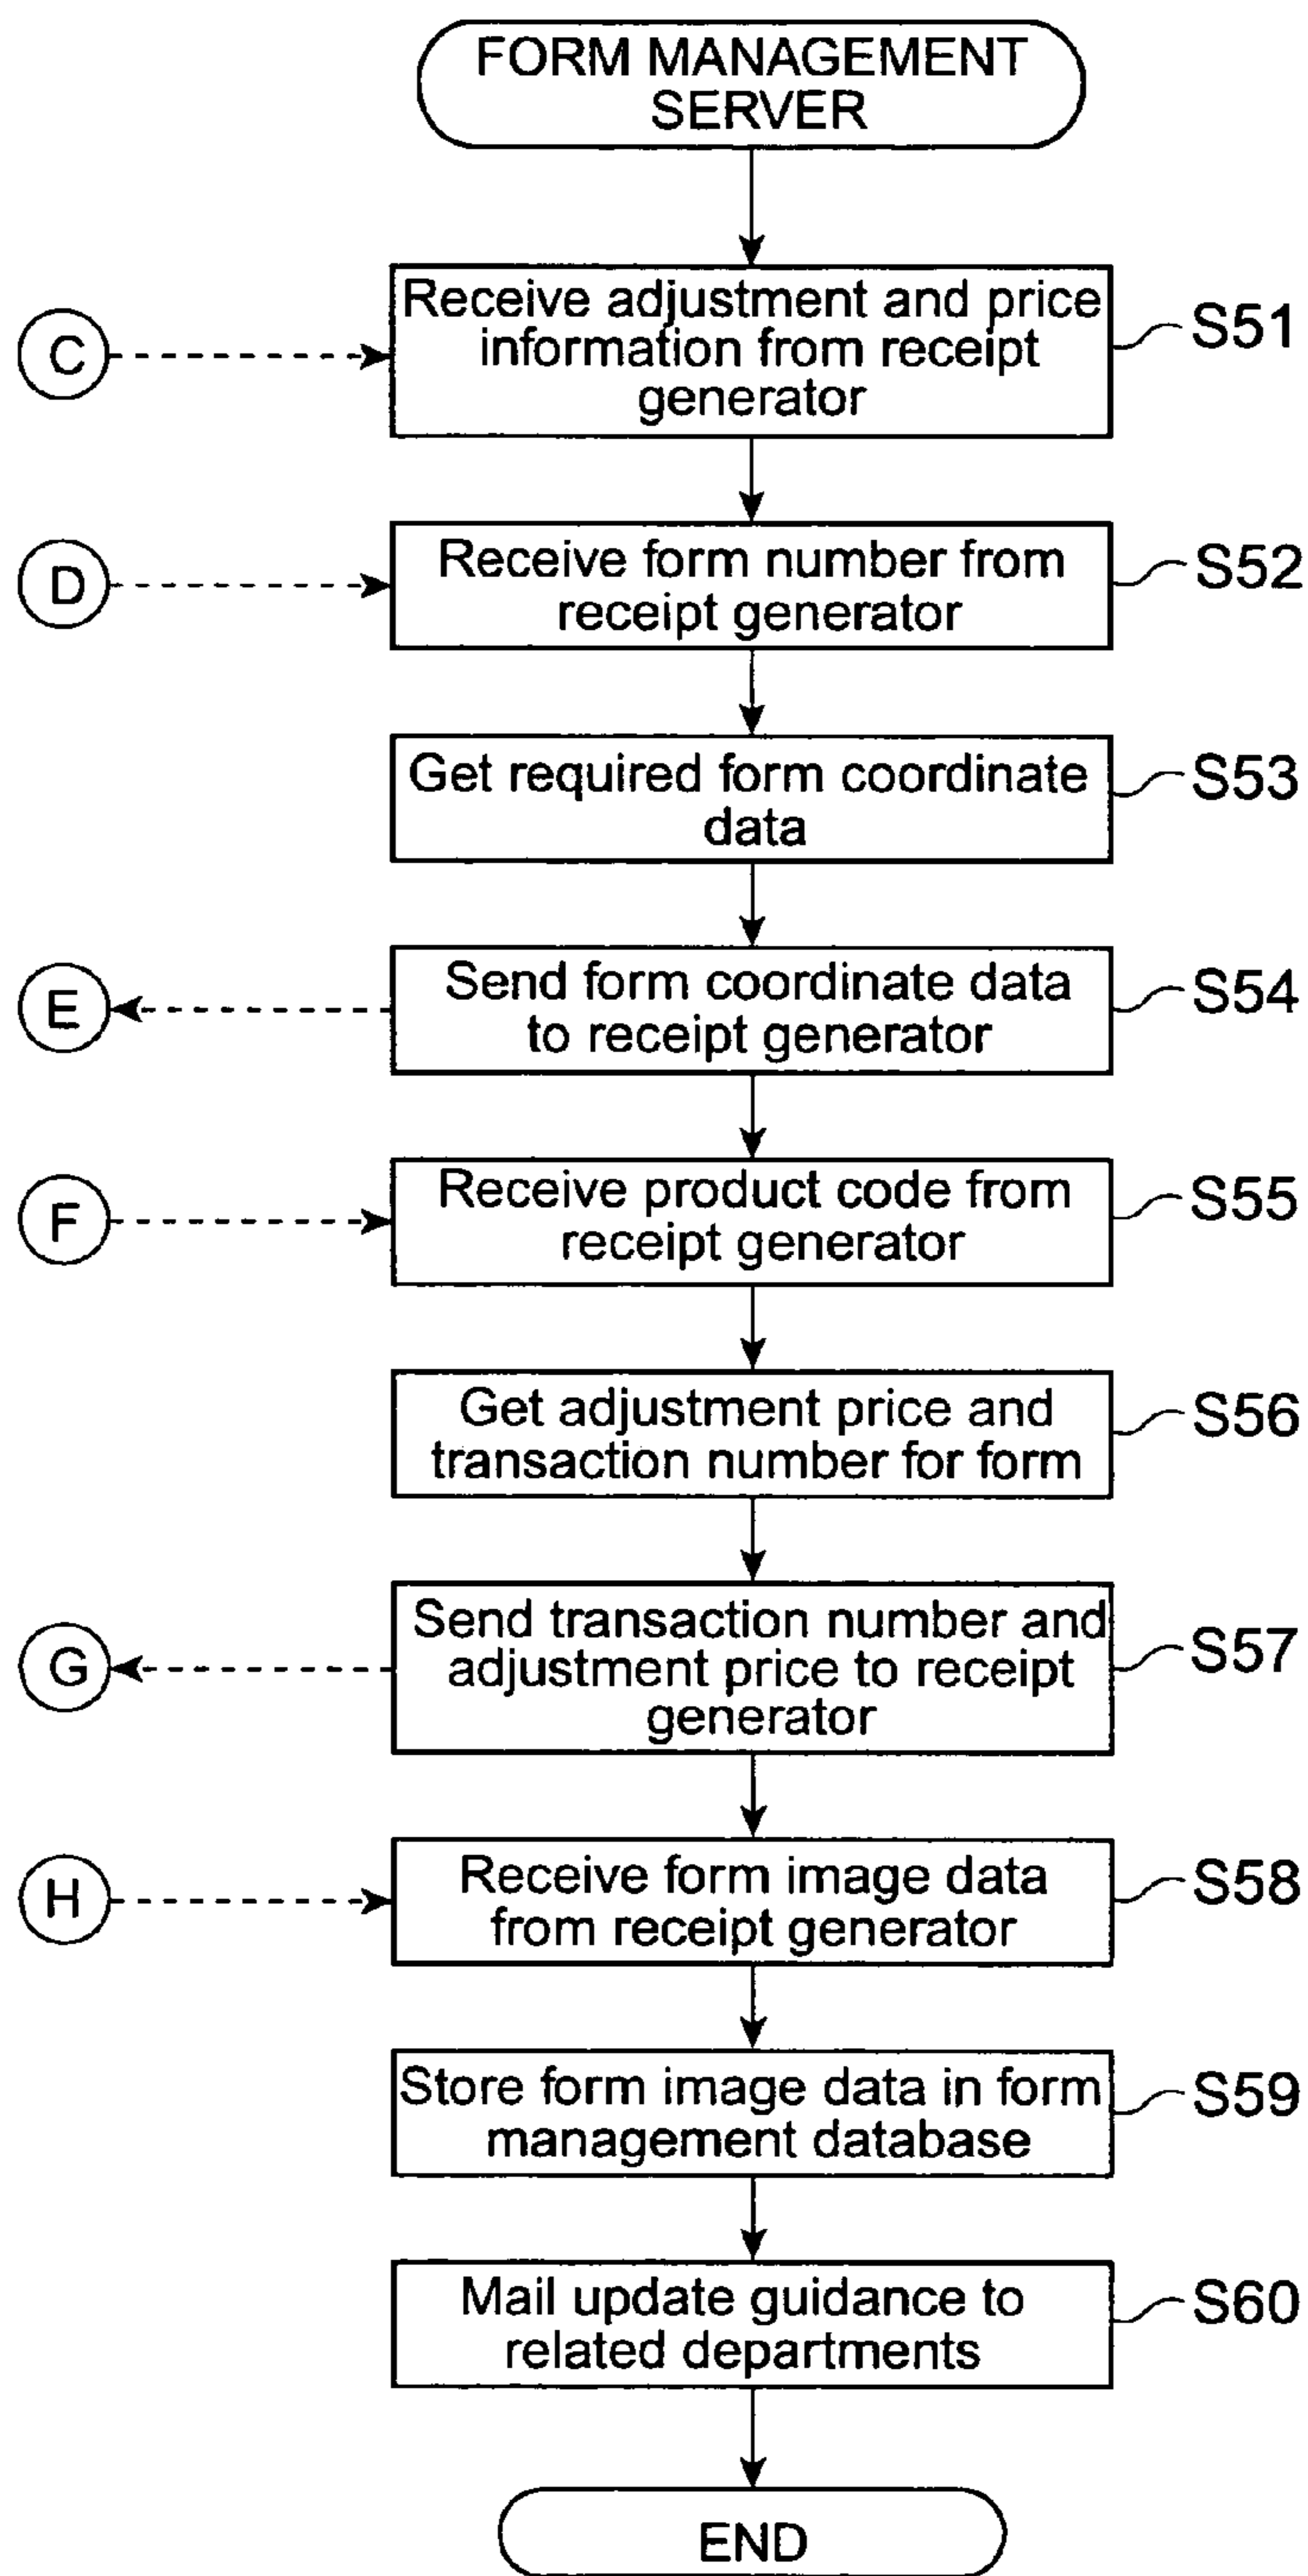 FORM MANAGEMENT
SERVER
Receive adjustment and price
information from receipt
generator
S51
C
Receive form number from
receipt generator
S52
D
Get required form coordinate
data
S53
Send form coordinate data
to receipt generator
S54
E
Receive product code from
receipt generator
S55
F
Get adjustment price and
transaction number for form
S56
Send transaction number and
adjustment price to receipt
generator
S57
G
Receive form image data
from receipt generator
S58
H
Store form image data in form
management database
S59
Mail update guidance to
related departments
S60
END